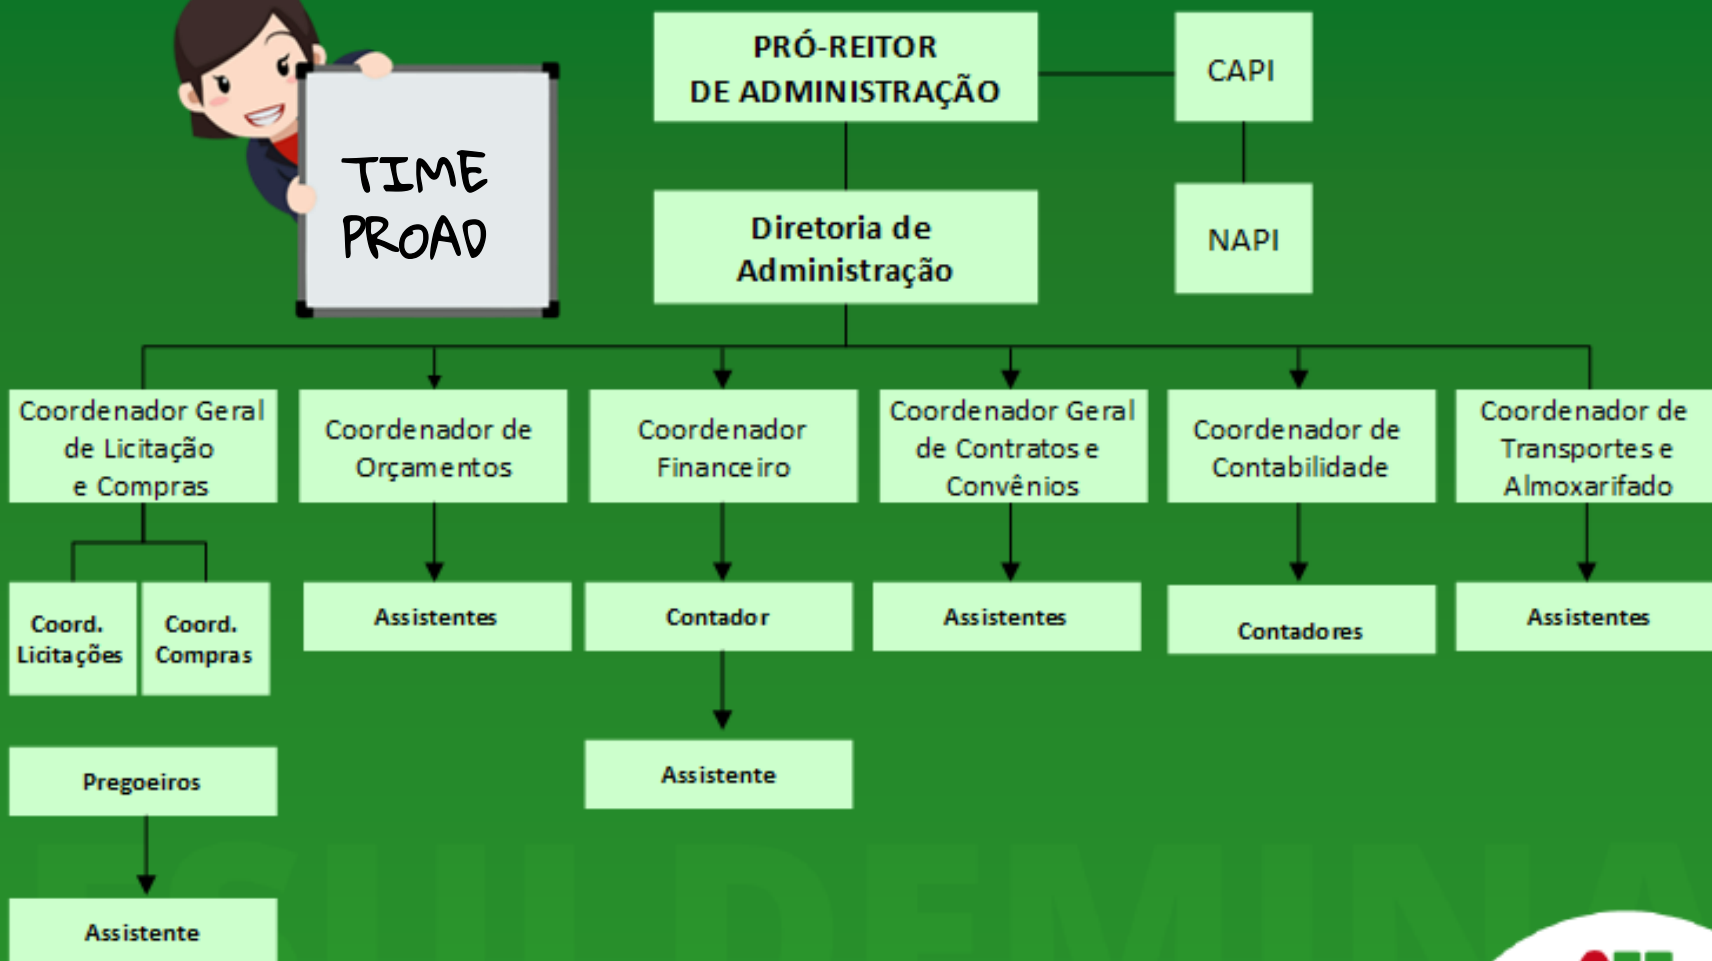 TIME
PROAD
PRÓ-REITOR
DE ADMINISTRAÇÃO
CAPI
Diretoria de
Administração
NAPI
Coordenador Geral
de Licitação
e Compras
Coordenador de
Orçamentos
Coordenador
Financeiro
Coordenador Geral
de Contratos e
Convênios
Coordenador de
Contabilidade
Coordenador de
Transportes e
Almoxarifado
Coord.
Licitações
Coord.
Compras
Assistentes
Contador
Assistentes
Contadores
Assistentes
Pregoeiros
Assistente
Assistente